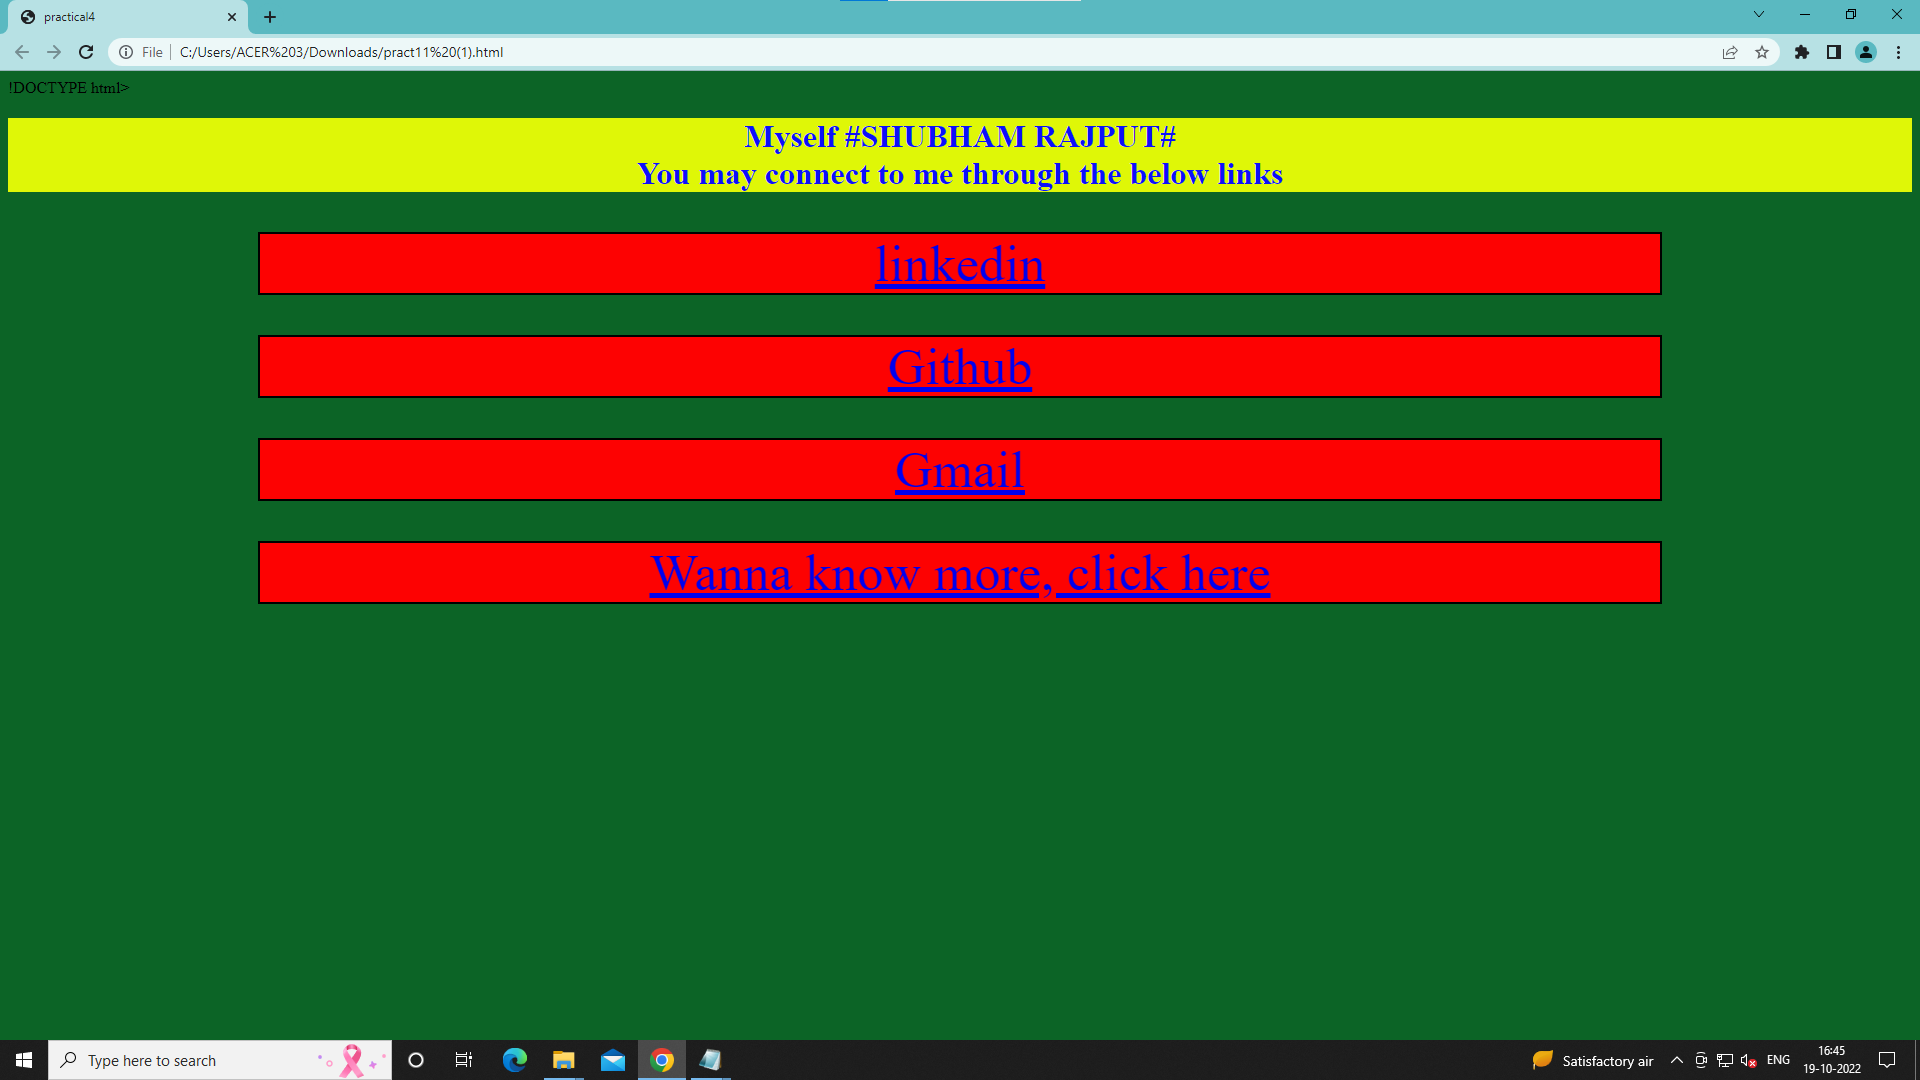 practical4
File
C:/Users/ACER%203/Downloads/pract11%20(1).html
!DOCTYPE html>
Myself #SHUBHAM RAJPUT#
You may connect to me through the below links
linkedin
Github
Gmail
Wanna know more, click here
Type here to search
Satisfactory air
ENG
16:45
19-10-2022